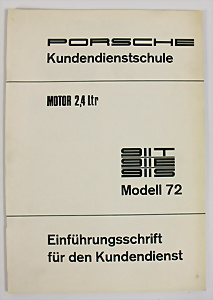 PORSCHE
Kundendienstschule
MOTOR 2,4 ltr
911T
911E
911S
Modell 72
Einführungsschrift
für den Kundendienst